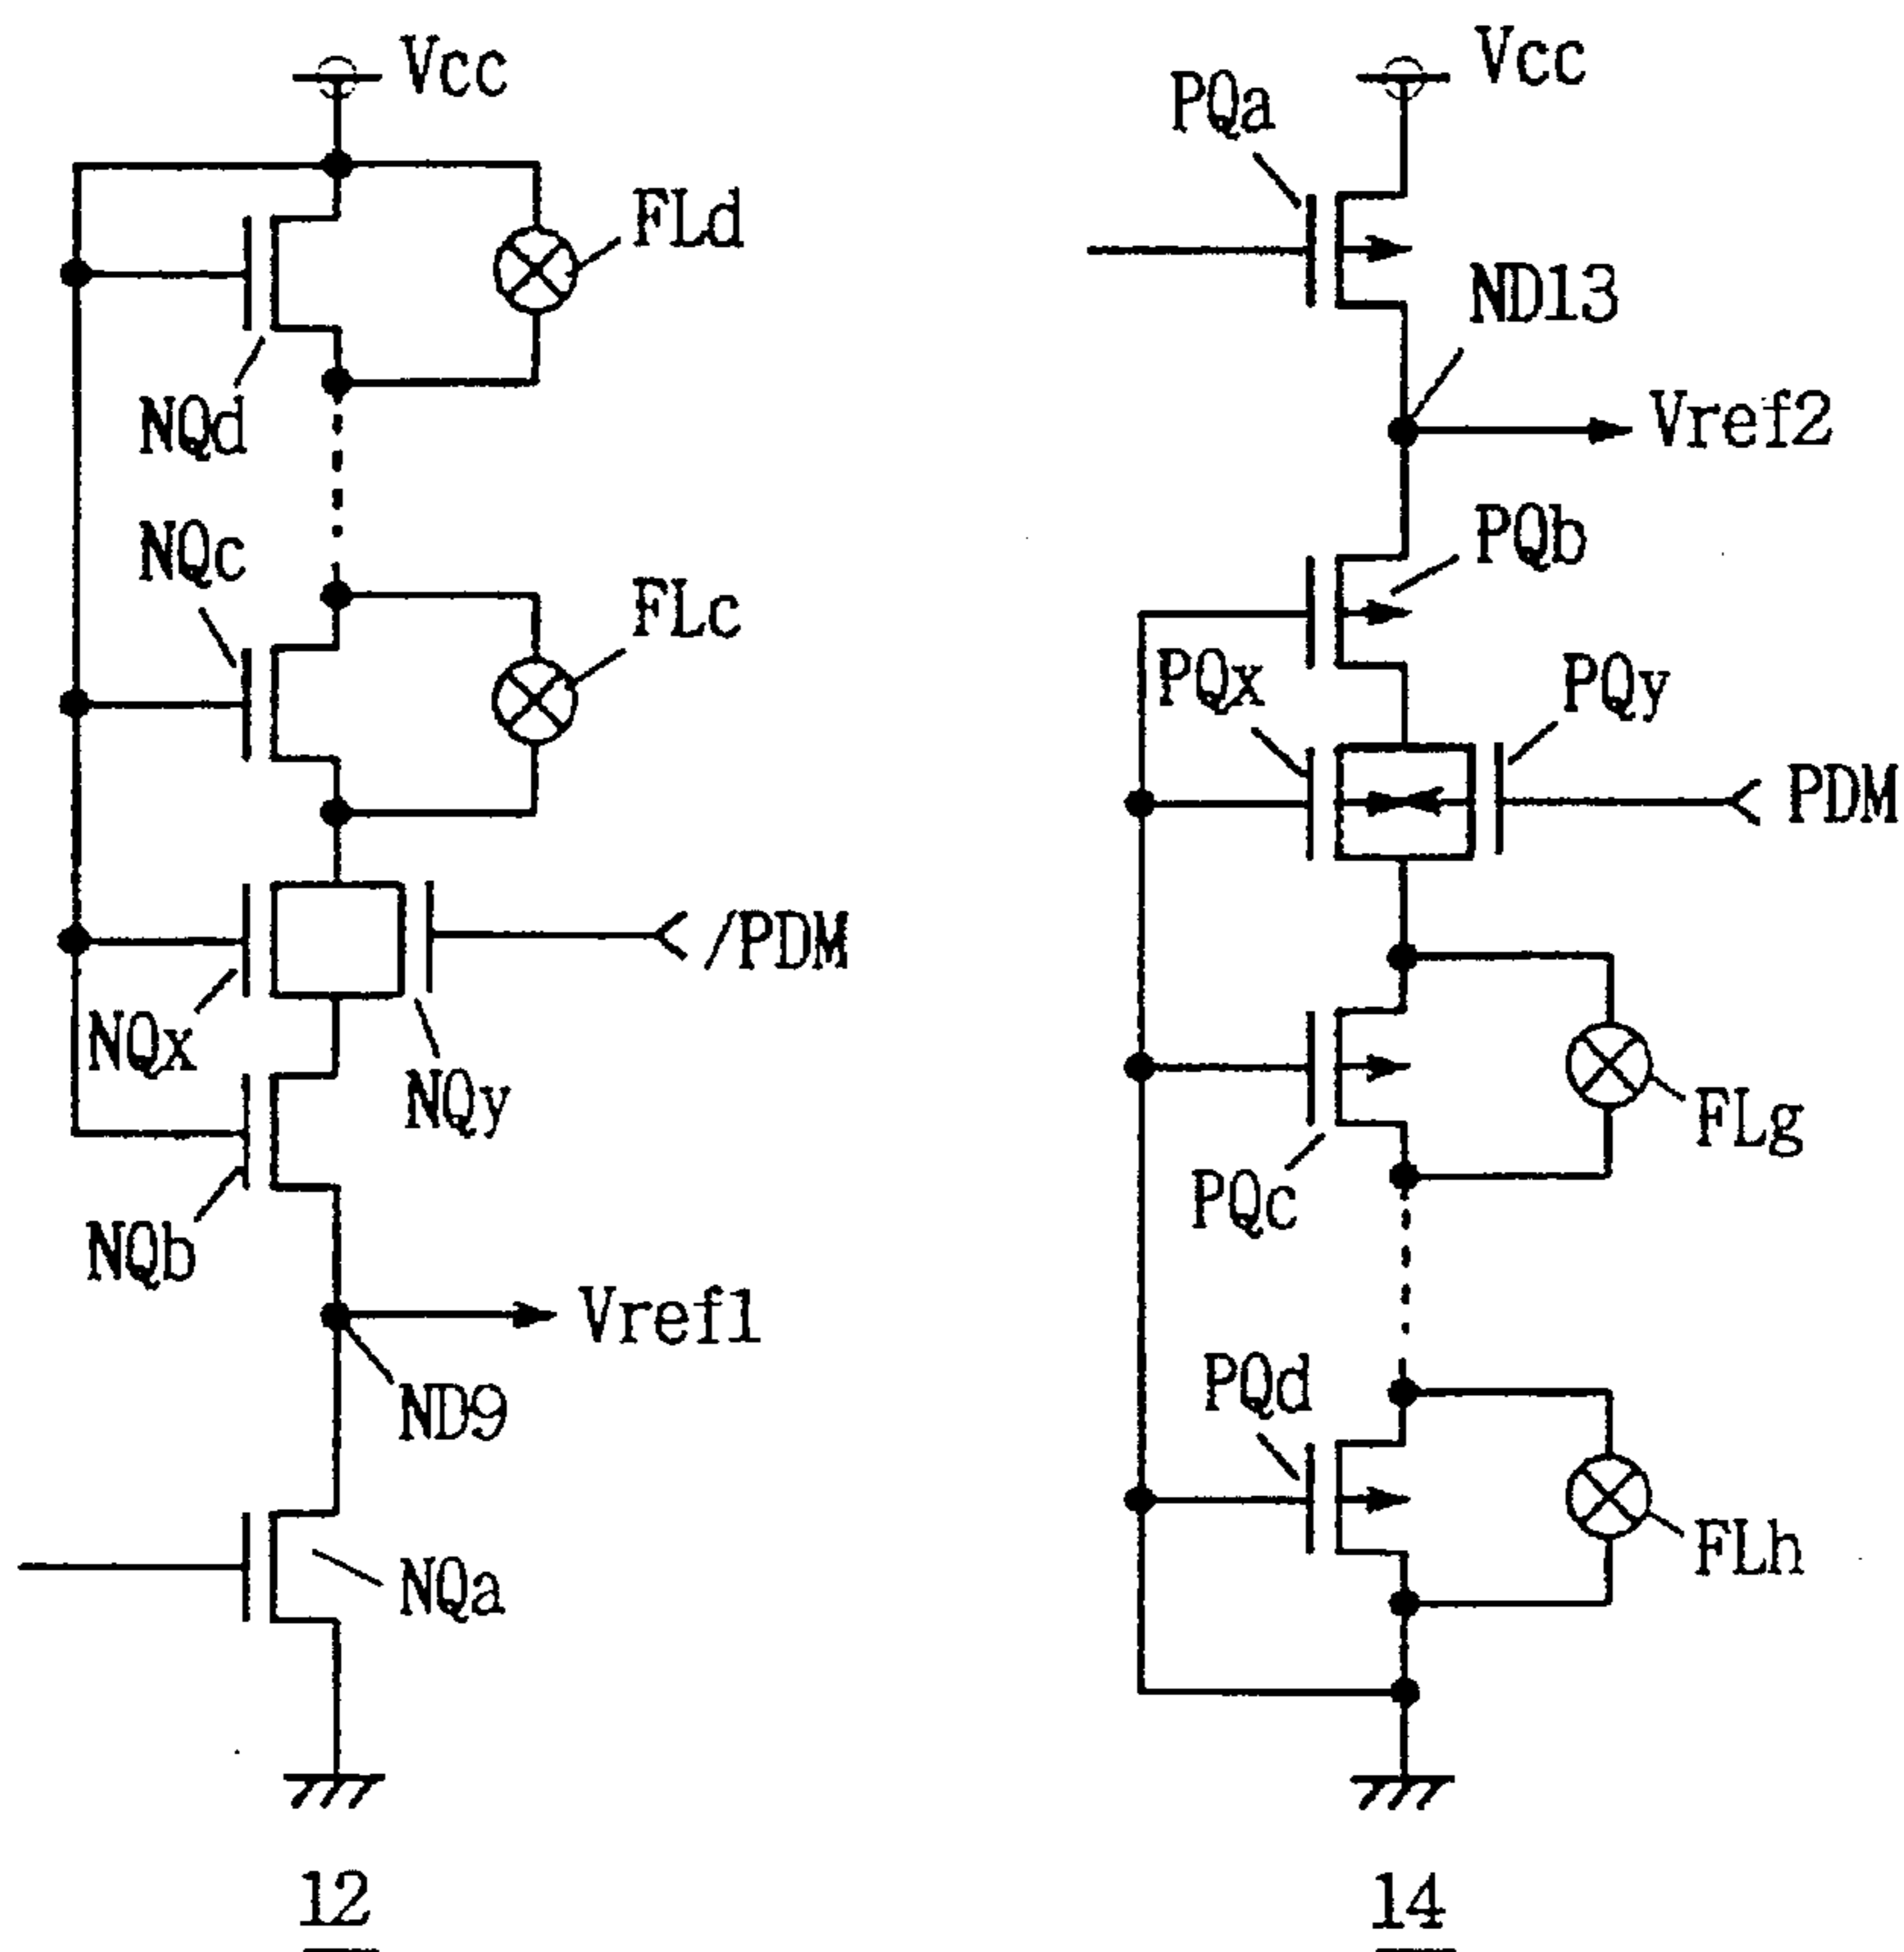 Vcc
FLd
NQd
NQc
FLc
/PDM
NQx
NQy
NQb
Vref1
ND9
NQa
12
Vcc
PQa
ND13
Vref2
PQb
PQx
PQy
PDM
FLg
PQc
PQd
FLh
14